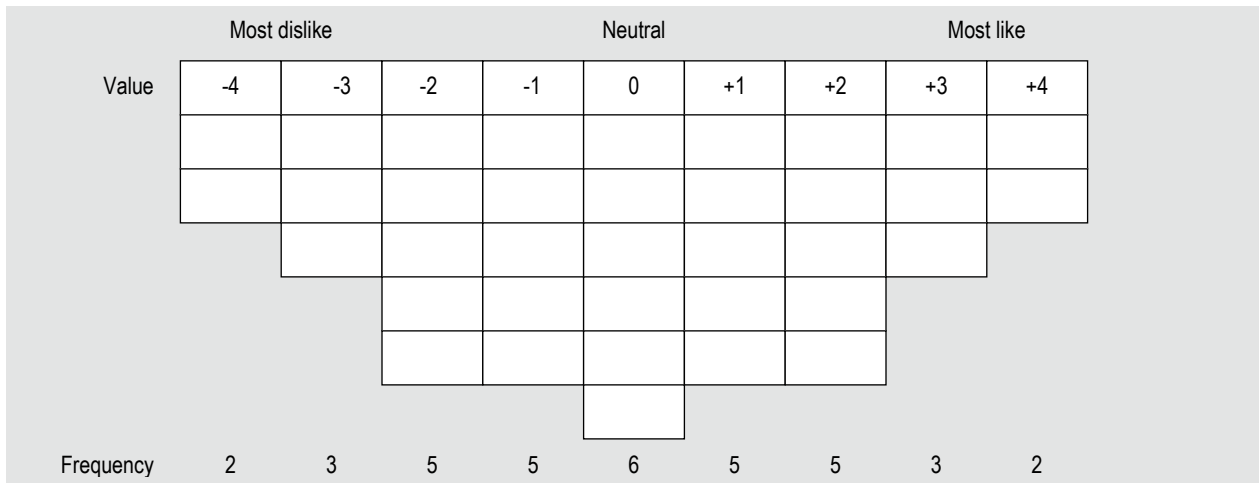 Most dislike Neutral Most like
Value -4 -3 -2 -1 0 +1 +2 +3 +4
Frequency 2 3 5 5 6 5 5 3 2